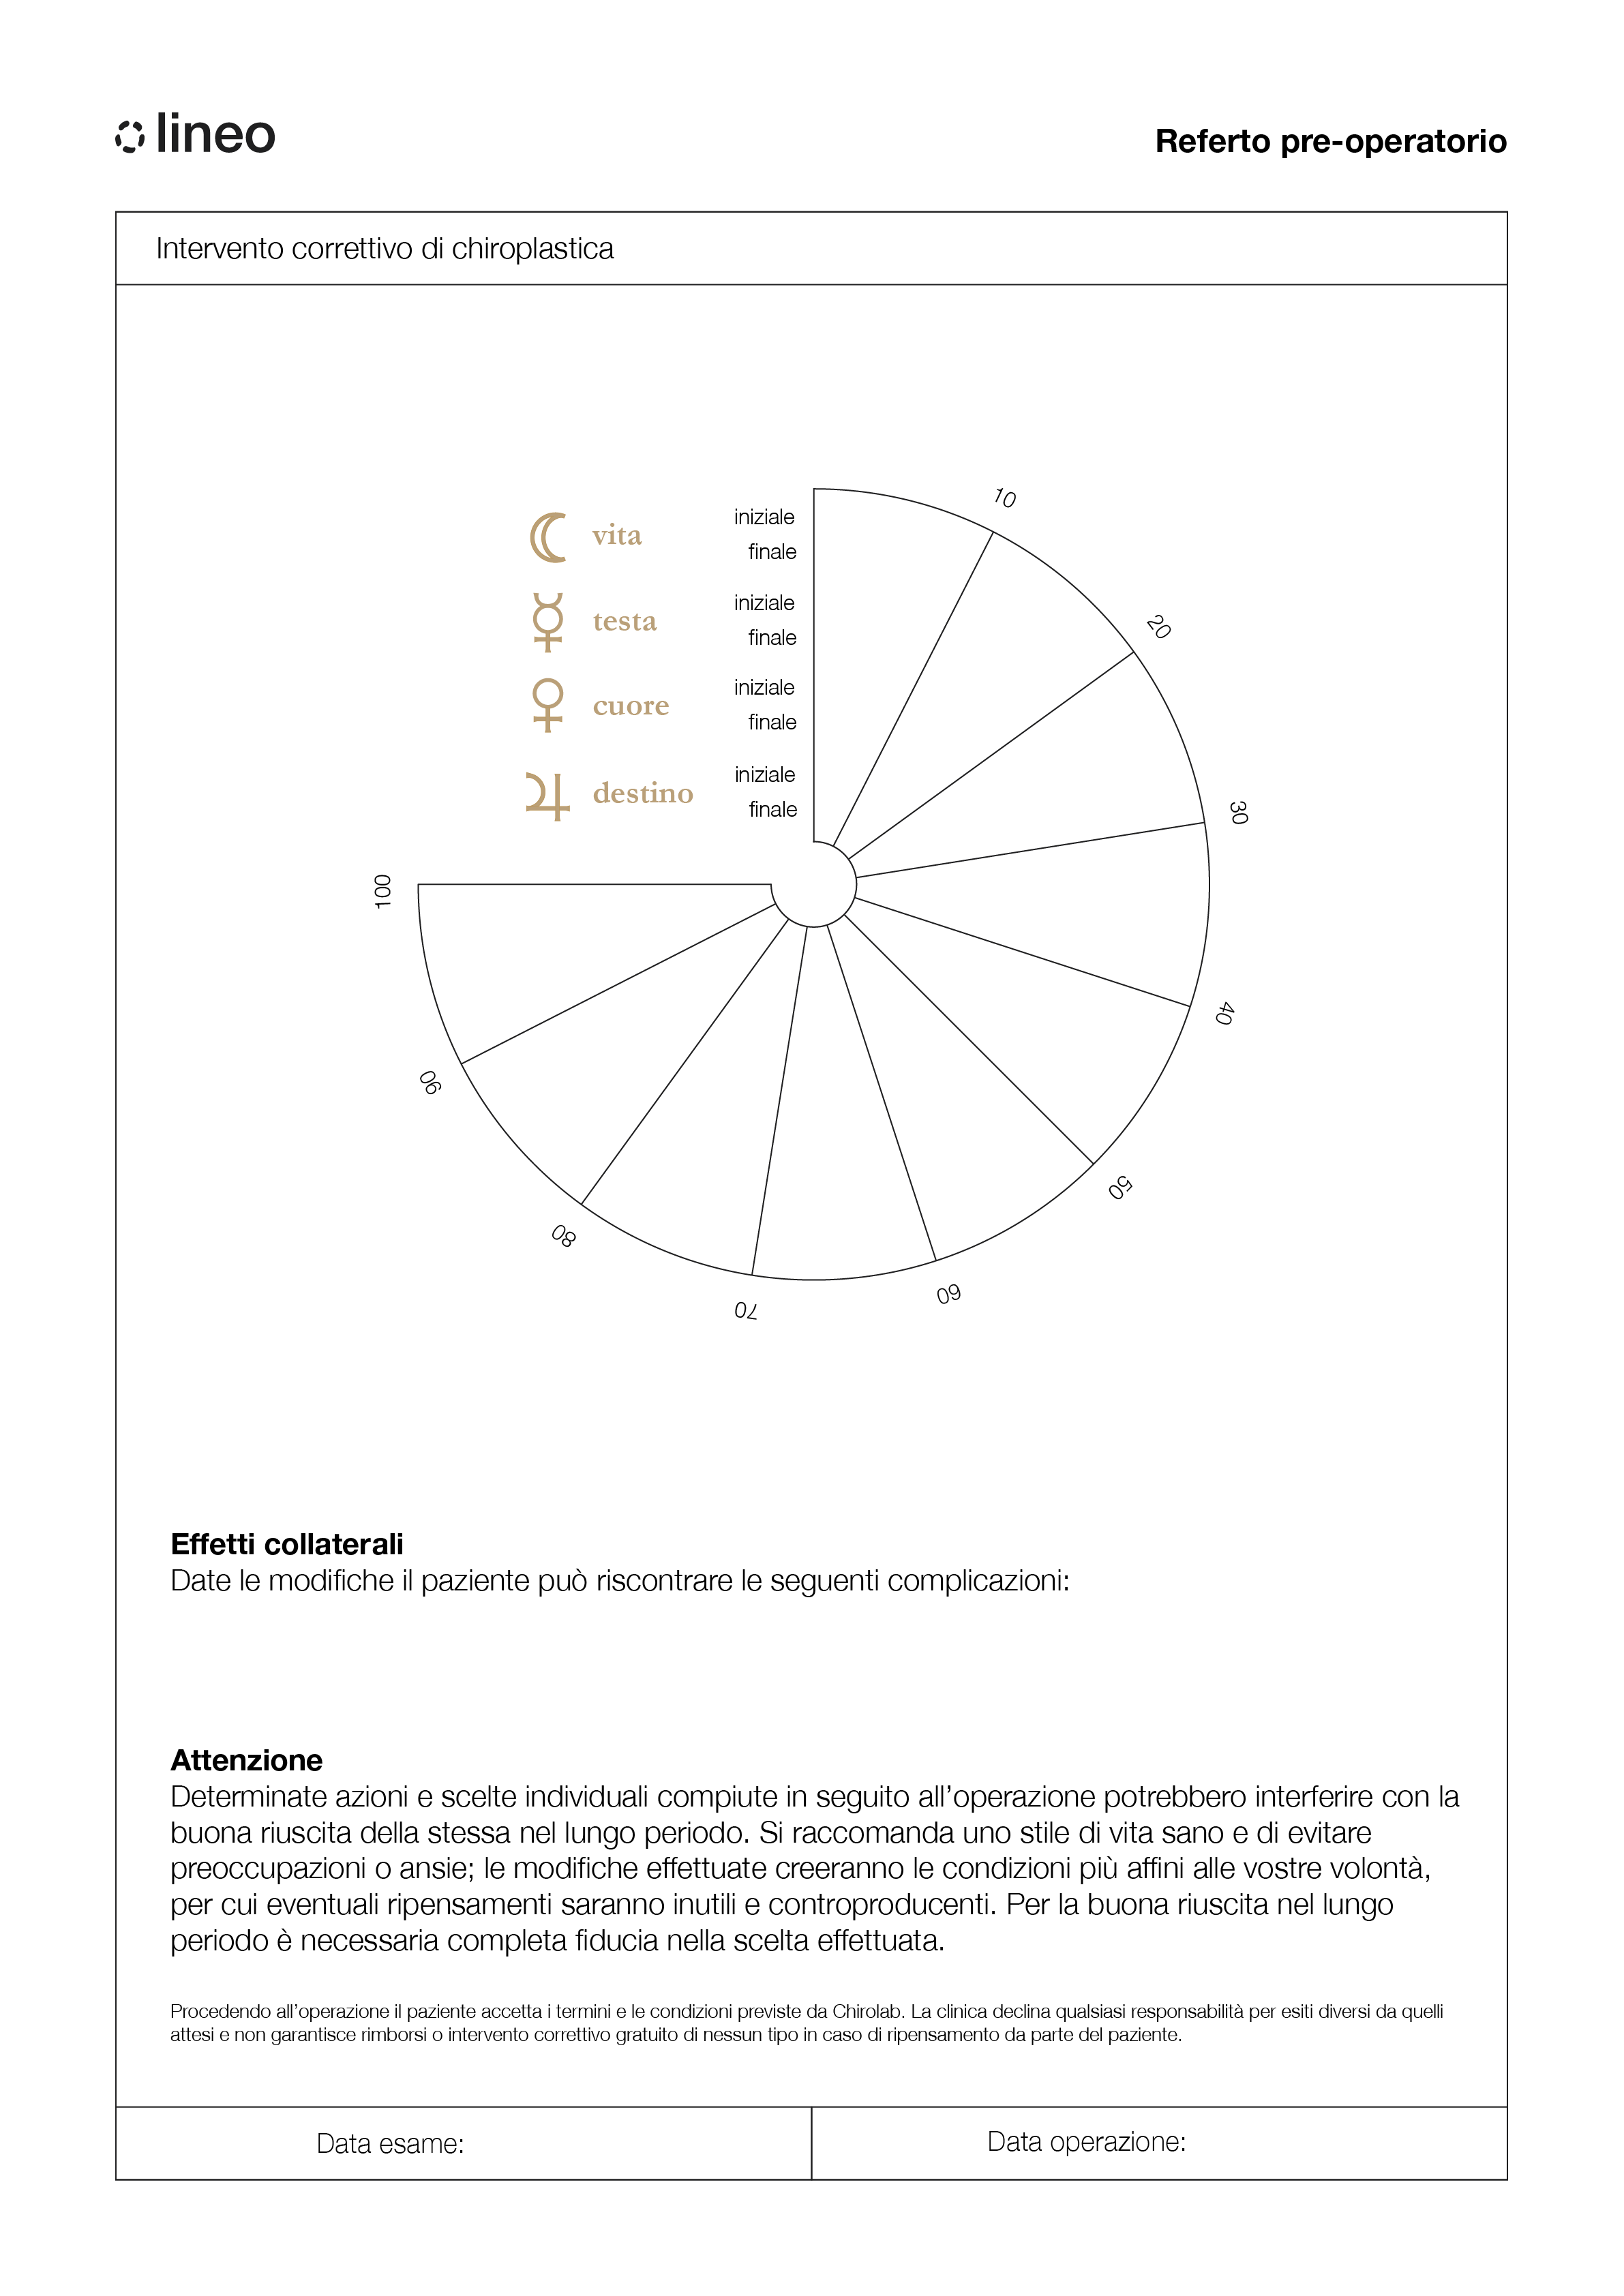 lineo
Referto pre-operatorio
Intervento correttivo di chiroplastica
vita
iniziale
finale
testa
iniziale
finale
cuore
iniziale
finale
destino
iniziale
finale
10
20
30
40
50
60
70
80
90
100
Effetti collaterali
Date le modifiche il paziente può riscontrare le seguenti complicazioni:
Attenzione
Determinate azioni e scelte individuali compiute in seguito all’operazione potrebbero interferire con la
buona riuscita della stessa nel lungo periodo. Si raccomanda uno stile di vita sano e di evitare
preoccupazioni o ansie; le modifiche effettuate creeranno le condizioni più affini alle vostre volontà,
per cui eventuali ripensamenti saranno inutili e controproducenti. Per la buona riuscita nel lungo
periodo è necessaria completa fiducia nella scelta effettuata.
Procedendo all’operazione il paziente accetta i termini e le condizioni previste da Chirolab. La clinica declina qualsiasi responsabilità per esiti diversi da quelli
attesi e non garantisce rimborsi o intervento correttivo gratuito di nessun tipo in caso di ripensamento da parte del paziente.
Data esame:
Data operazione: